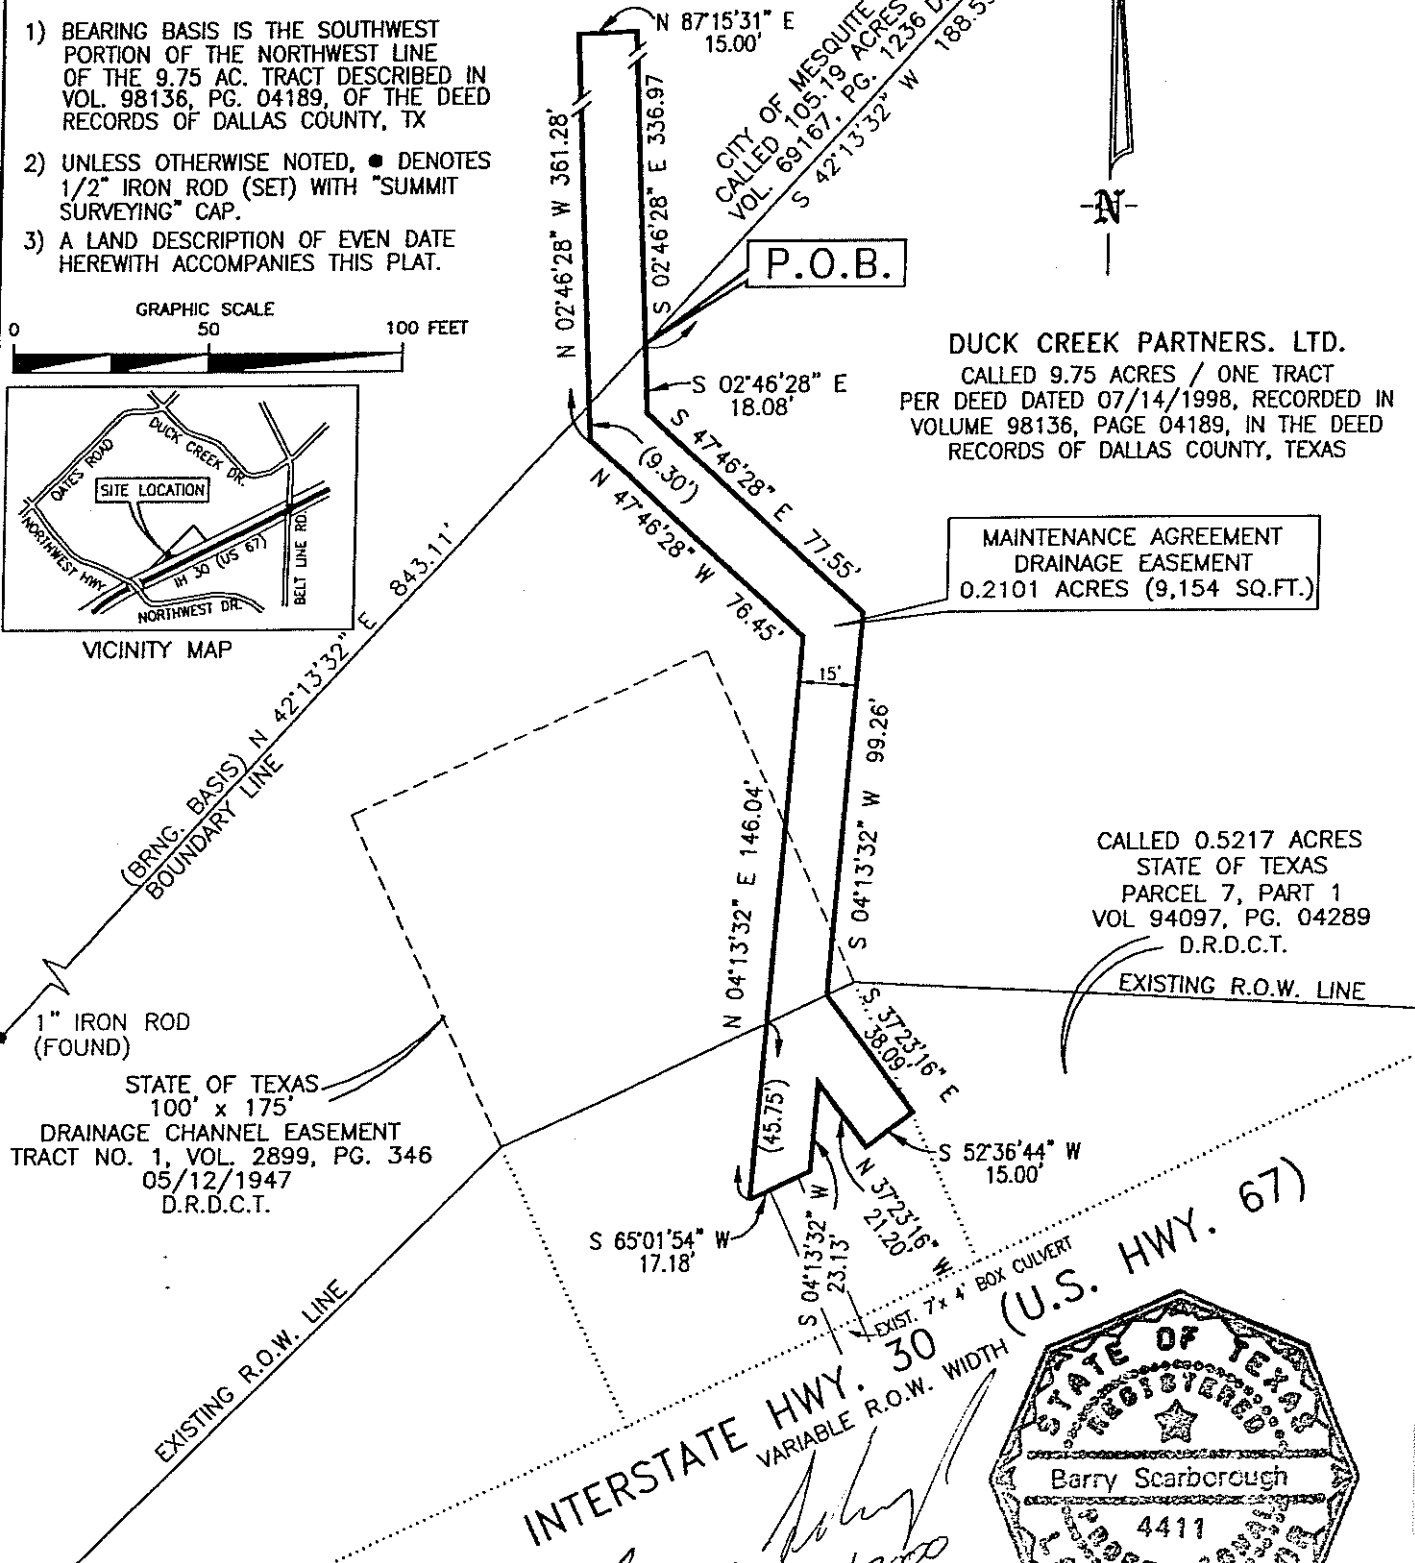 1) BEARING BASIS IS THE SOUTHWEST
PORTION OF THE NORTHWEST LINE
OF THE 9.75 AC. TRACT DESCRIBED IN
VOL. 98136, PG. 04189, OF THE DEED
RECORDS OF DALLAS COUNTY, TX
2) UNLESS OTHERWISE NOTED, ● DENOTES
1/2" IRON ROD (SET) WITH "SUMMIT
SURVEYING" CAP.
3) A LAND DESCRIPTION OF EVEN DATE
HEREWITH ACCOMPANIES THIS PLAT.
GRAPHIC SCALE
0 50 100 FEET
OATES ROAD
DUCK CREEK DR.
SITE LOCATION
NORTHWEST HWY
IH 30 (US 67)
BELT LINE RD.
NORTHWEST DR.
VICINITY MAP
N 87°15'31" E
15.00'
CITY OF MESQUITE
CALLED 105.19 ACRES
VOL. 69167, PG. 1236
S 42°13'32" W 188.5
N
N 02°46'28" W 361.28'
S 02°46'28" E 336.97
P.O.B.
DUCK CREEK PARTNERS. LTD.
CALLED 9.75 ACRES / ONE TRACT
PER DEED DATED 07/14/1998, RECORDED IN
VOLUME 98136, PAGE 04189, IN THE DEED
RECORDS OF DALLAS COUNTY, TEXAS
S 02°46'28" E
18.08'
(9.30')
S 47°46'28" E 77.55'
N 47°46'28" W 76.45'
MAINTENANCE AGREEMENT
DRAINAGE EASEMENT
0.2101 ACRES (9,154 SQ.FT.)
(BRNG. BASIS) N 42°13'32" E 843.11'
BOUNDARY LINE
15'
S 04°13'32" W 99.26'
N 04°13'32" E 146.04'
CALLED 0.5217 ACRES
STATE OF TEXAS
PARCEL 7, PART 1
VOL 94097, PG. 04289
D.R.D.C.T.
EXISTING R.O.W. LINE
1" IRON ROD
(FOUND)
STATE OF TEXAS
100' x 175'
DRAINAGE CHANNEL EASEMENT
TRACT NO. 1, VOL. 2899, PG. 346
05/12/1947
D.R.D.C.T.
S 37°23'16" E
38.09'
(45.75')
S 52°36'44" W
15.00'
N 37°23'16" W
21.20'
S 04°13'32" W
23.13'
S 65°01'54" W
17.18'
EXISTING R.O.W. LINE
EXIST. 7'x 4' BOX CULVERT
INTERSTATE HWY. 30 (U.S. HWY. 67)
VARIABLE R.O.W. WIDTH
STATE OF TEXAS
REGISTERED
Barry Scarborough
4411